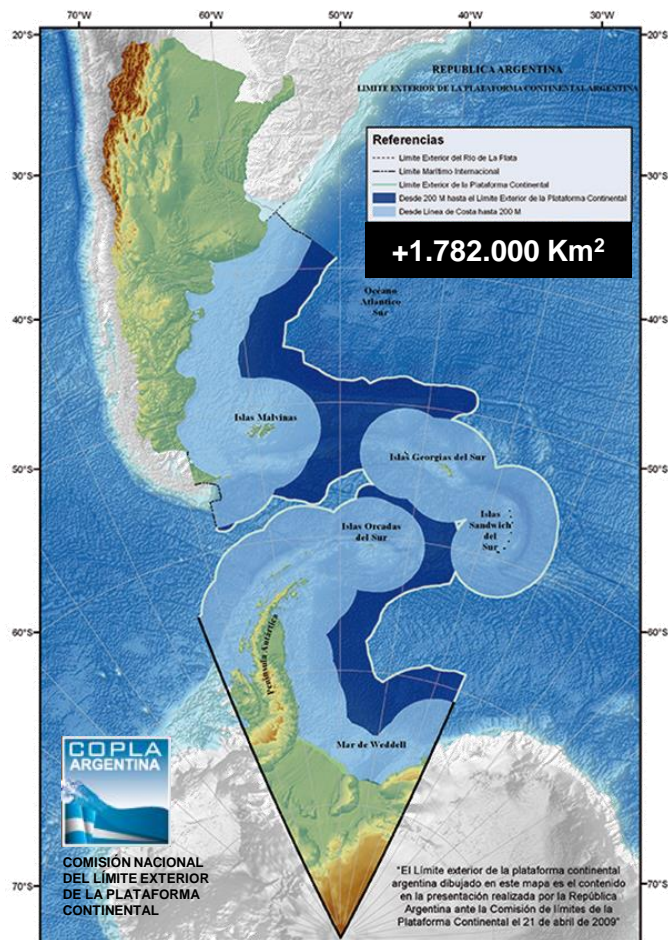 70°W 60°W 50°W 40°W 30°W
20°S 20°S
REPUBLICA ARGENTINA
LIMITE EXTERIOR DE LA PLATAFORMA CONTINENTAL ARGENTINA
Referencias
Límite Exterior del Río de La Plata
Límite Marítimo Internacional
Límite Exterior de la Plataforma Continental
Desde 200 M hasta el Límite Exterior de la Plataforma Continental
Desde Línea de Costa hasta 200 M
30°S 30°S
+1.782.000 Km²
Océano
Atlántico
Sur
40°S 40°S
Islas Malvinas
Islas Georgias del Sur
50°S 50°S
Islas Orcadas
del Sur
Islas
Sandwich
del
Sur
60°S 60°S
Península Antártica
Mar de Weddell
COPLA
ARGENTINA
COMISIÓN NACIONAL
DEL LÍMITE EXTERIOR
DE LA PLATAFORMA
CONTINENTAL
"El Límite exterior de la plataforma continental
argentina dibujado en este mapa es el contenido
en la presentación realizada por la República
Argentina ante la Comisión de límites de la
Plataforma Continental el 21 de abril de 2009"
70°S 70°S